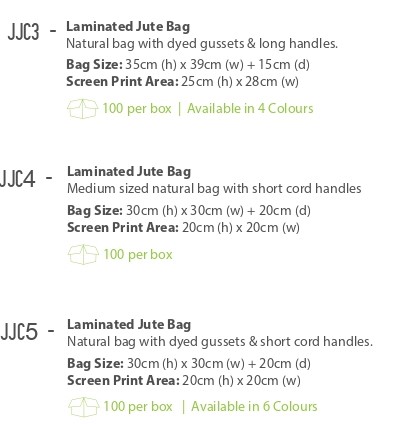 JJC3 - Laminated Jute Bag
Natural bag with dyed gussets & long handles.
Bag Size: 35cm (h) x 39cm (w) + 15cm (d)
Screen Print Area: 25cm (h) x 28cm (w)
100 per box | Available in 4 Colours
JJC4 - Laminated Jute Bag
Medium sized natural bag with short cord handles
Bag Size: 30cm (h) x 30cm (w) + 20cm (d)
Screen Print Area: 20cm (h) x 20cm (w)
100 per box
JJC5 - Laminated Jute Bag
Natural bag with dyed gussets & short cord handles.
Bag Size: 30cm (h) x 30cm (w) + 20cm (d)
Screen Print Area: 20cm (h) x 20cm (w)
100 per box | Available in 6 Colours